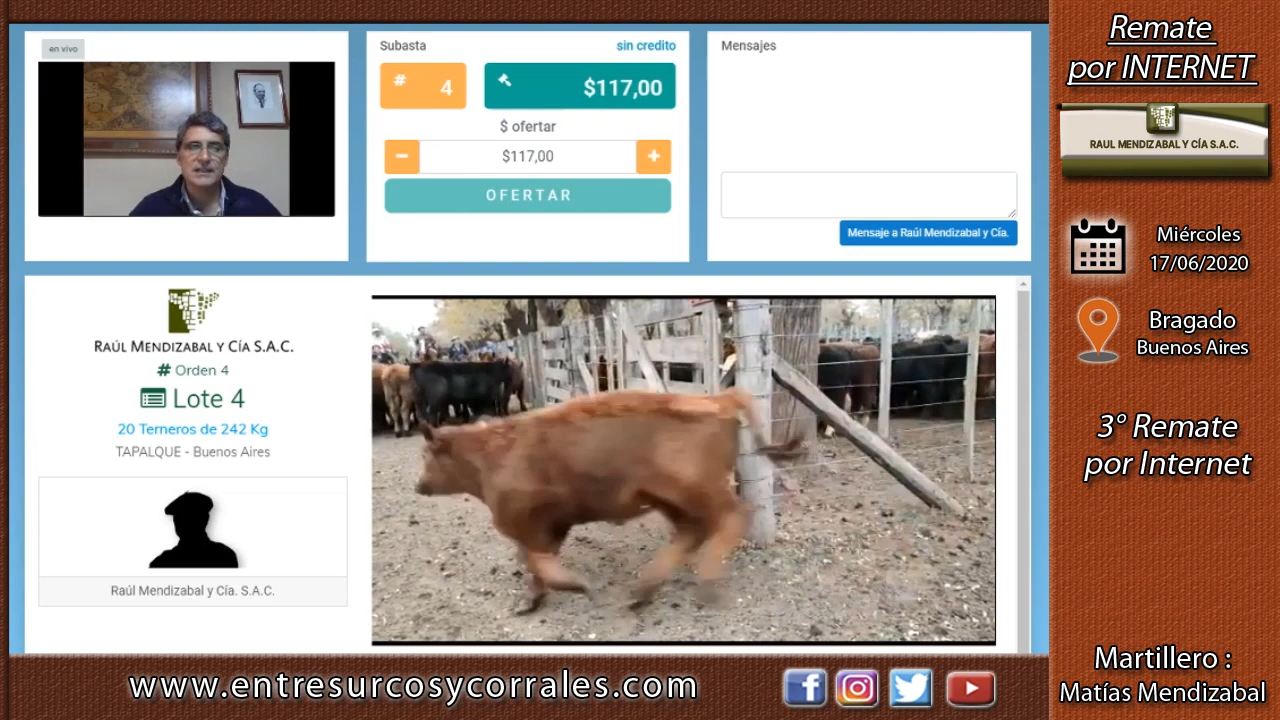 en vivo
Subasta
sin credito
# 4
$117,00
$ ofertar
− $117,00 +
OFERTAR
Mensajes
Mensaje a Raúl Mendizabal y Cía.
RAÚL MENDIZABAL Y CÍA S.A.C.
# Orden 4
Lote 4
20 Terneros de 242 Kg
TAPALQUE - Buenos Aires
Raúl Mendizabal y Cía. S.A.C.
www.entresurcosycorrales.com
Remate
por INTERNET
RAUL MENDIZABAL Y CÍA S.A.C.
Miércoles
17/06/2020
Bragado
Buenos Aires
3° Remate
por Internet
Martillero :
Matías Mendizabal